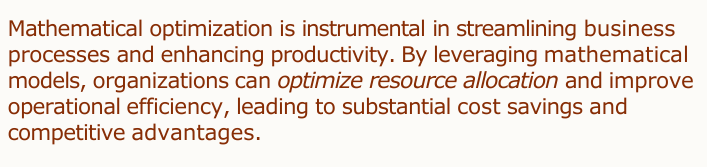 Mathematical optimization is instrumental in streamlining business
processes and enhancing productivity. By leveraging mathematical
models, organizations can optimize resource allocation and improve
operational efficiency, leading to substantial cost savings and
competitive advantages.